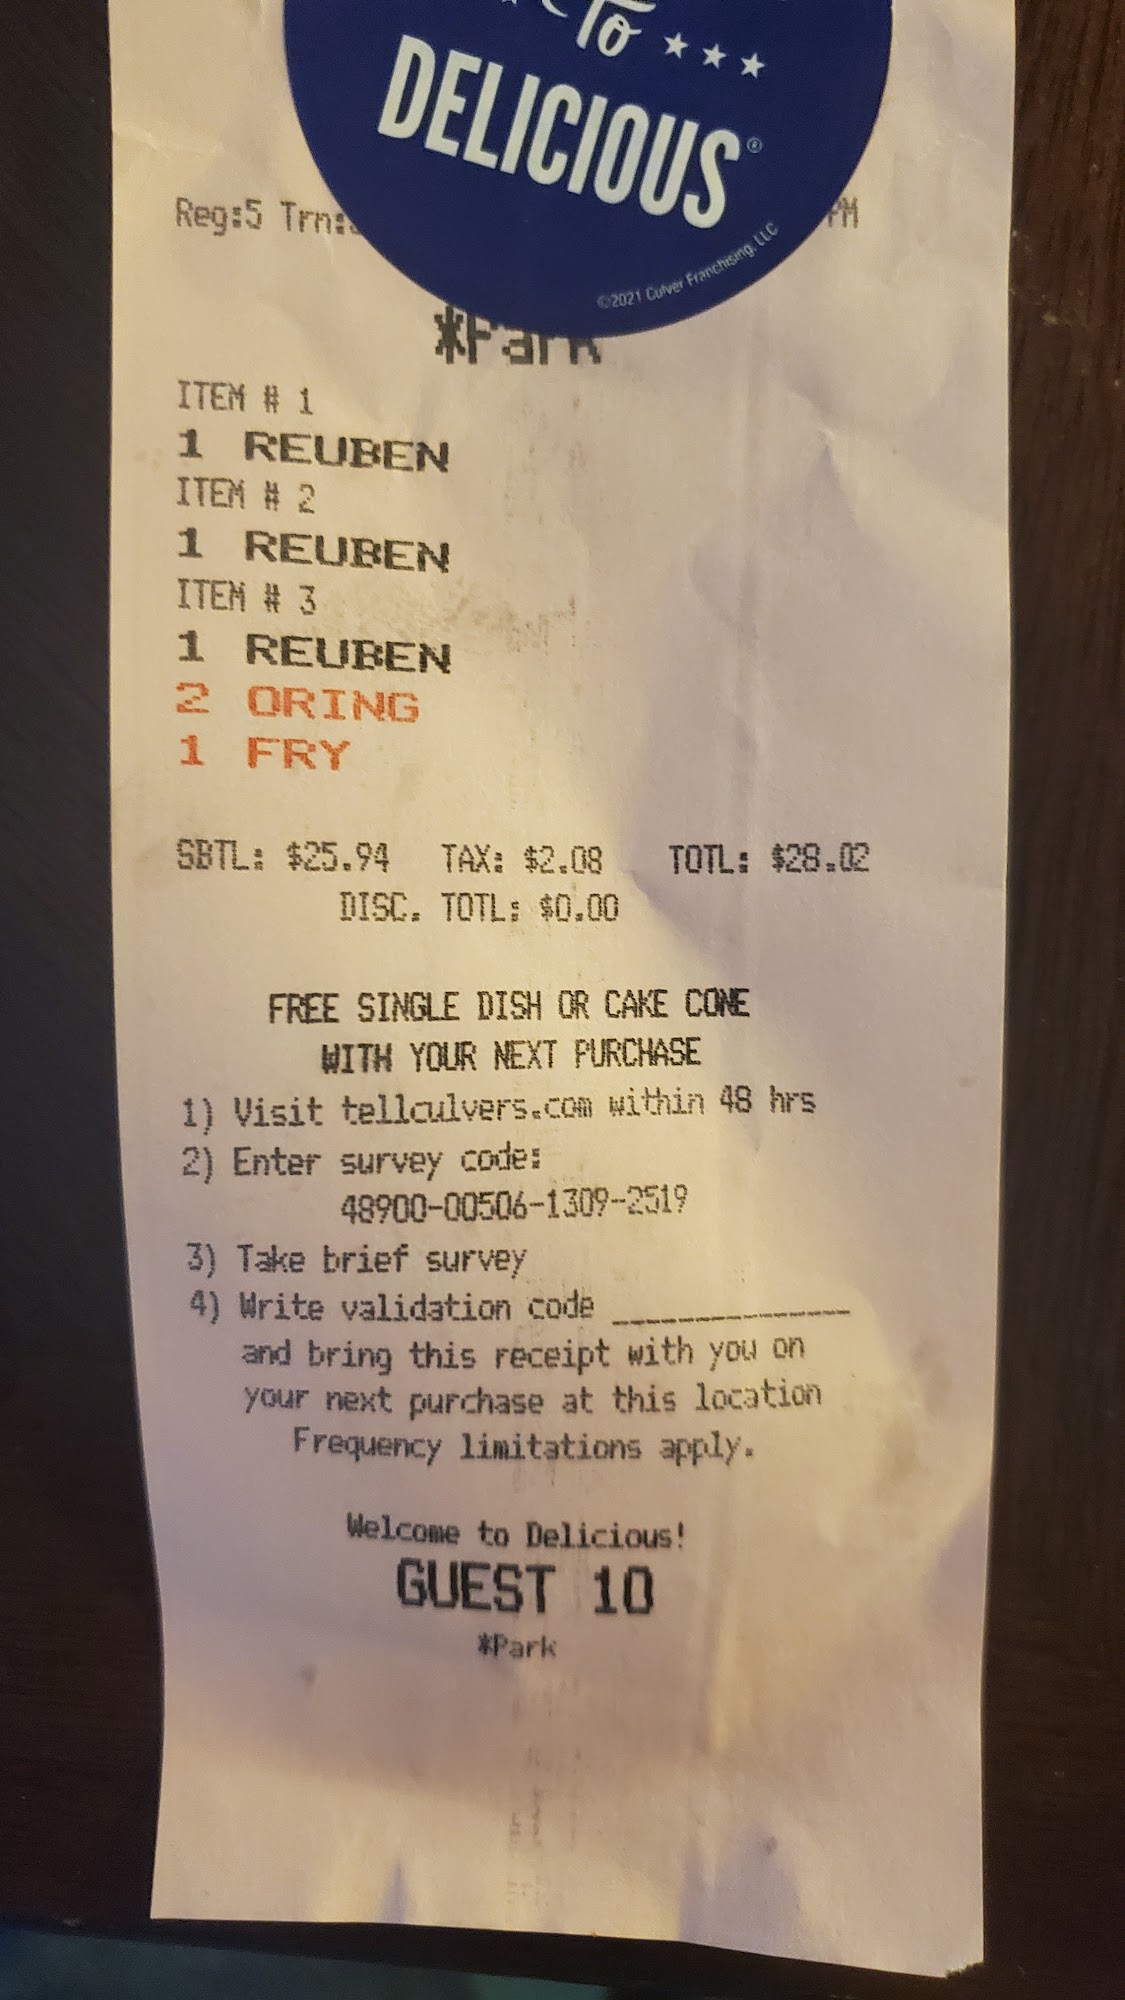 To ★★★
DELICIOUS®
©2021 Culver Franchising, LLC
Reg:5 Trn: PM
*Park
ITEM # 1
1 REUBEN
ITEM # 2
1 REUBEN
ITEM # 3
1 REUBEN
2 ORING
1 FRY
SBTL: $25.94 TAX: $2.08 TOTL: $28.02
DISC. TOTL: $0.00
FREE SINGLE DISH OR CAKE CONE
WITH YOUR NEXT PURCHASE
1) Visit tellculvers.com within 48 hrs
2) Enter survey code:
48900-00506-1309-2519
3) Take brief survey
4) Write validation code ______________
and bring this receipt with you on
your next purchase at this location
Frequency limitations apply.
Welcome to Delicious!
GUEST 10
*Park